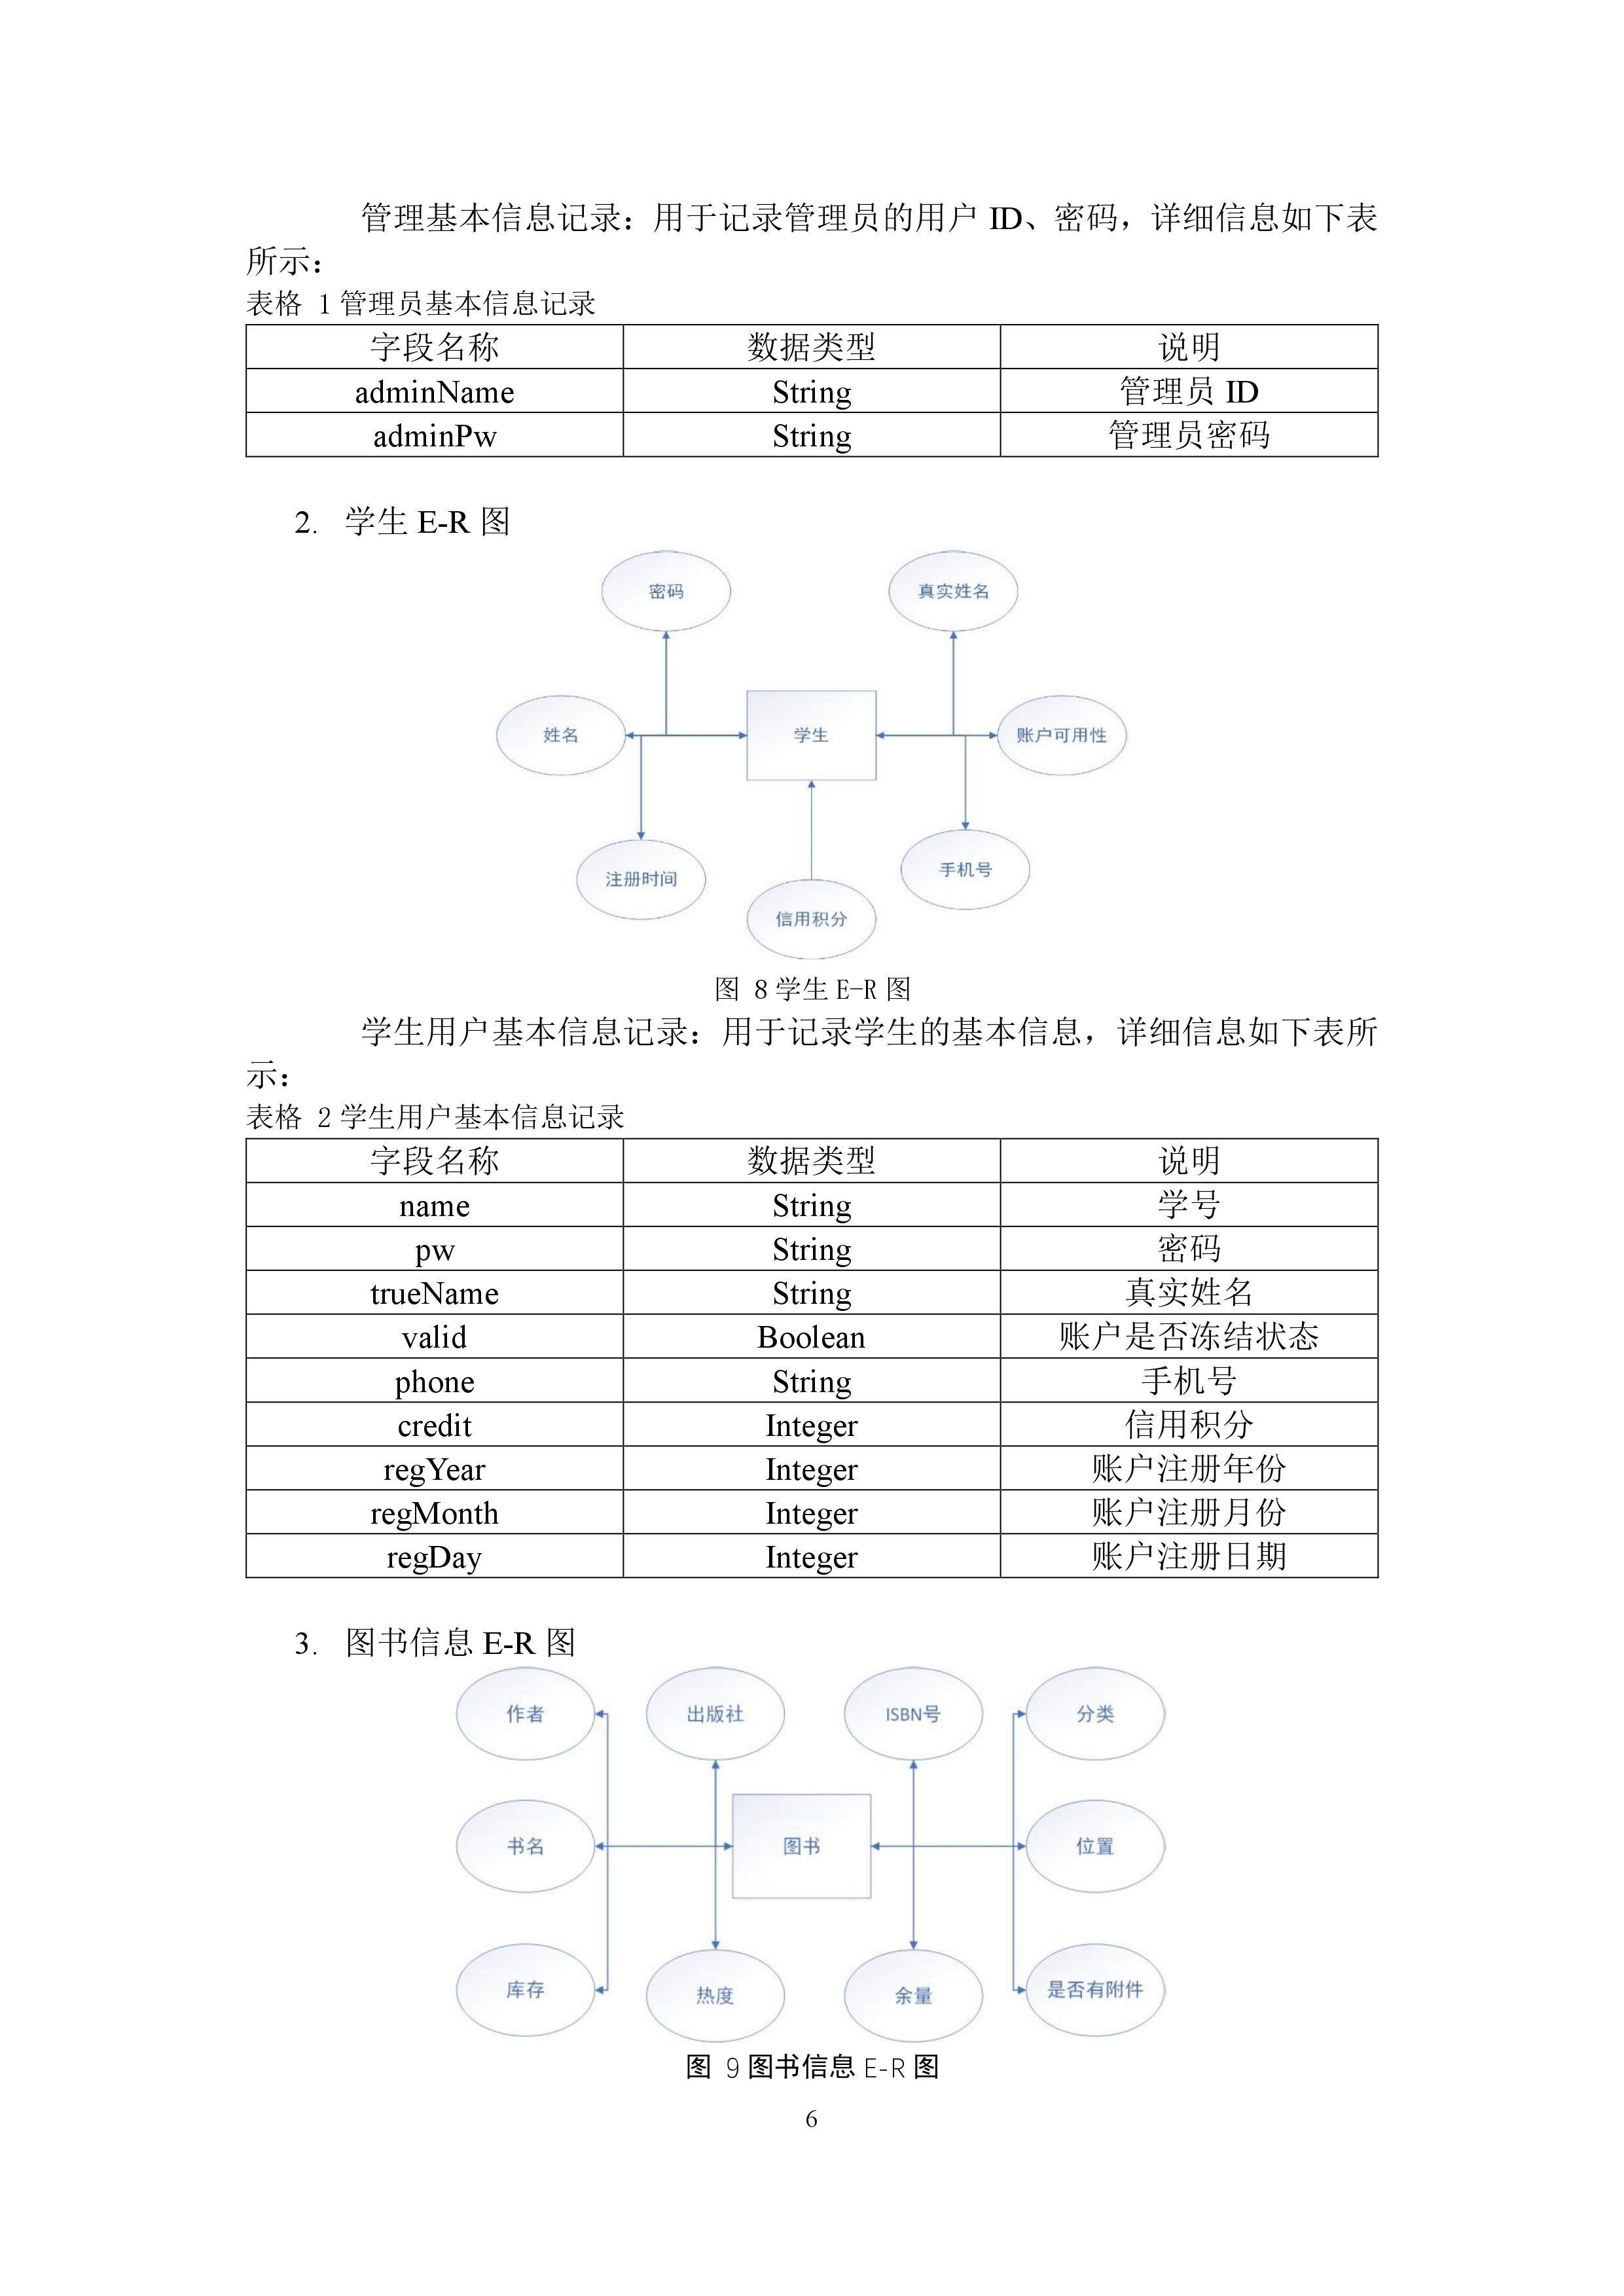 管理基本信息记录：用于记录管理员的用户 ID、密码，详细信息如下表
所示：
表格 1 管理员基本信息记录
字段名称 数据类型 说明
adminName String 管理员 ID
adminPw String 管理员密码
2. 学生 E-R 图
密码 真实姓名
姓名 学生 账户可用性
注册时间 信用积分 手机号
图 8 学生 E-R 图
学生用户基本信息记录：用于记录学生的基本信息，详细信息如下表所
示：
表格 2 学生用户基本信息记录
字段名称 数据类型 说明
name String 学号
pw String 密码
trueName String 真实姓名
valid Boolean 账户是否冻结状态
phone String 手机号
credit Integer 信用积分
regYear Integer 账户注册年份
regMonth Integer 账户注册月份
regDay Integer 账户注册日期
3. 图书信息 E-R 图
作者 出版社 ISBN号 分类
书名 图书 位置
库存 热度 余量 是否有附件
图 9 图书信息 E-R 图
6